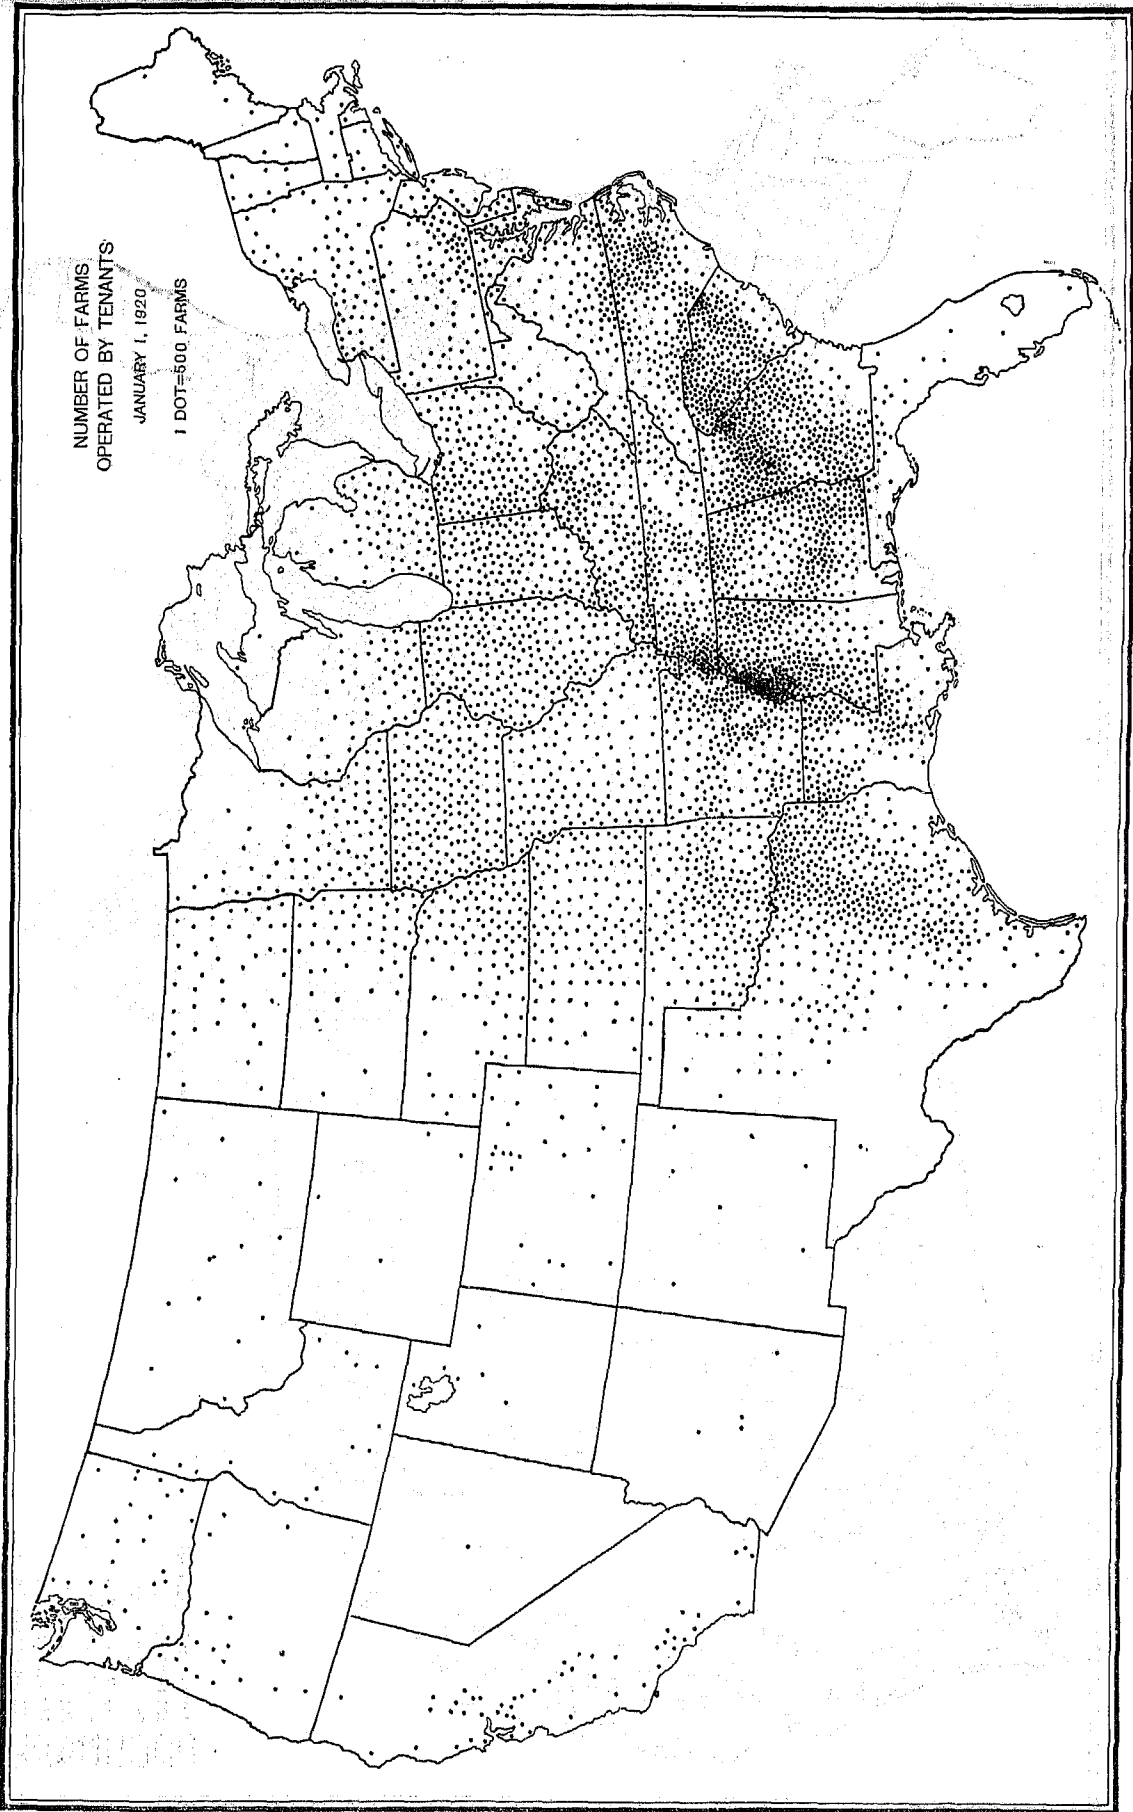 NUMBER OF FARMS
OPERATED BY TENANTS
JANUARY 1, 1920
1 DOT=500 FARMS